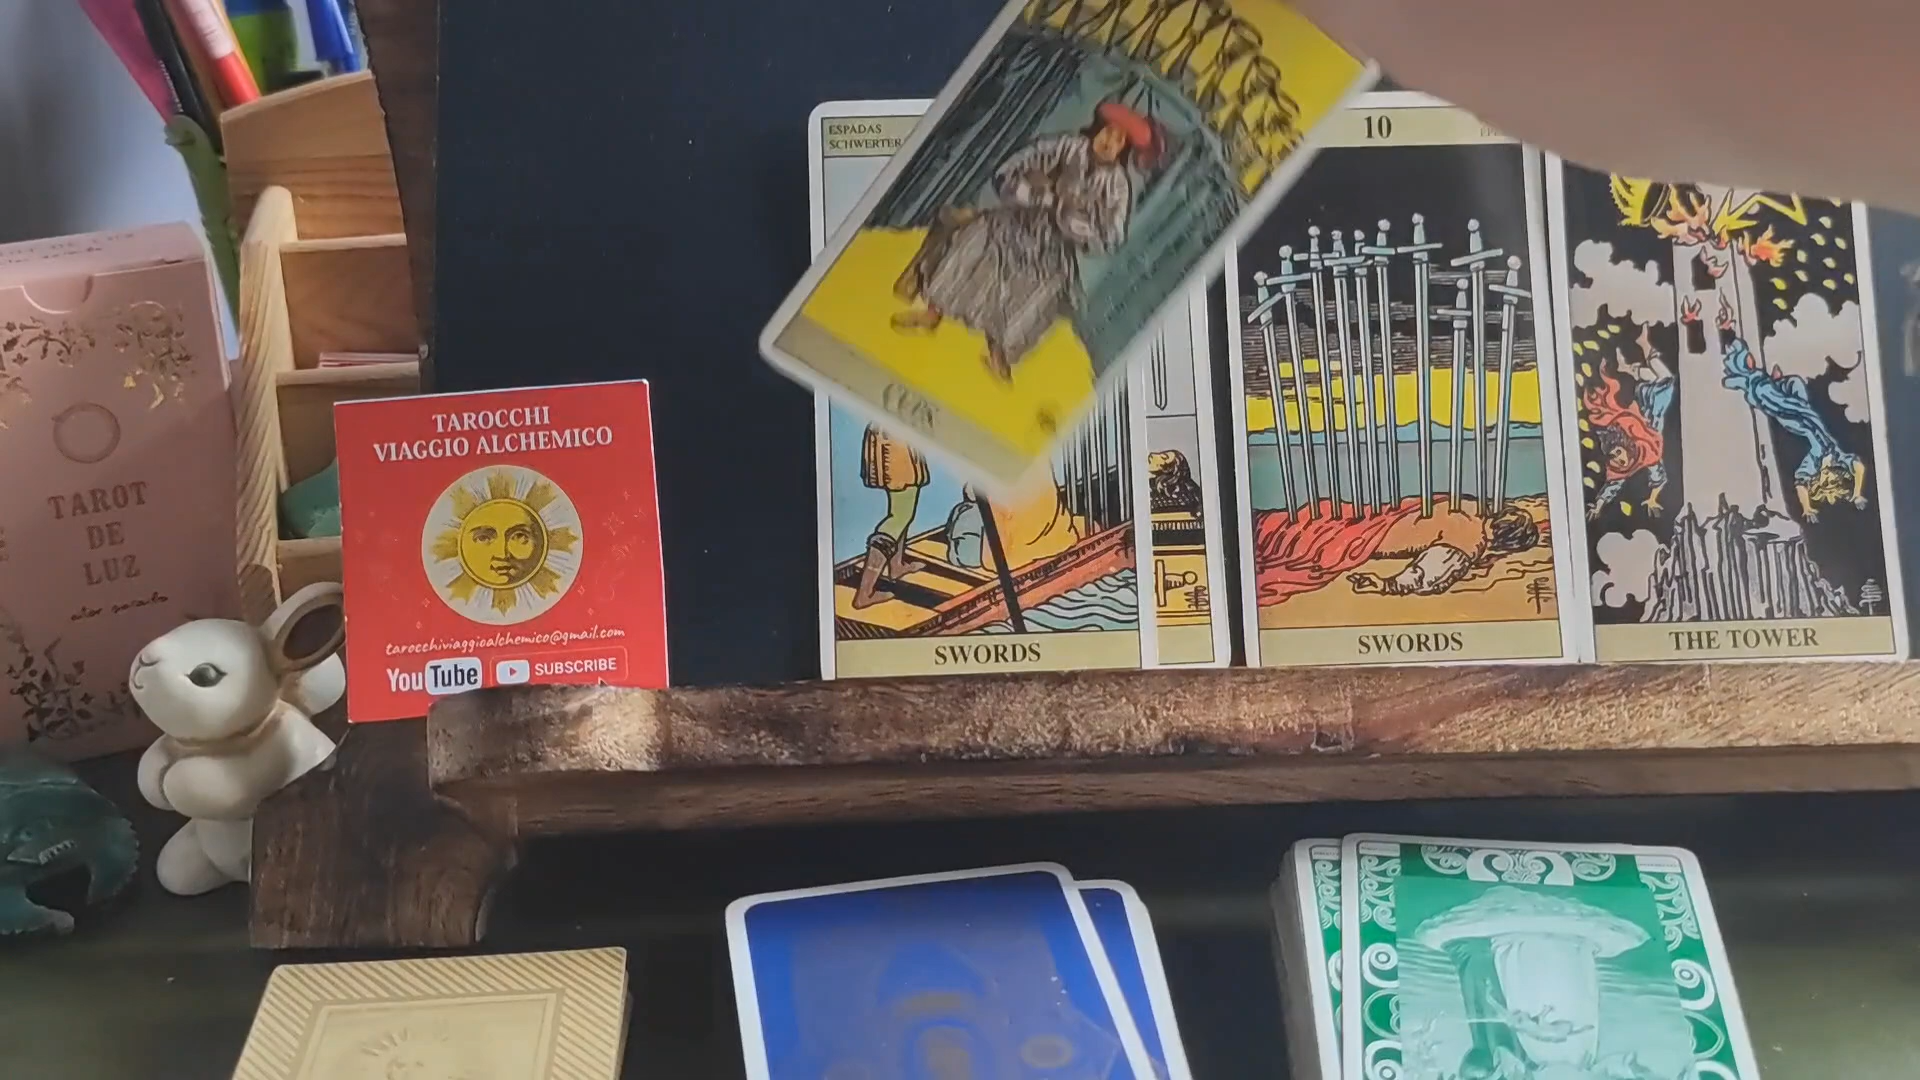 ESPADAS
SCHWERTER
10
TAROCCHI
VIAGGIO ALCHEMICO
tarocchiviaggioalchemico@gmail.com
YouTube
SUBSCRIBE
TAROT
DE
LUZ
SWORDS
SWORDS
THE TOWER